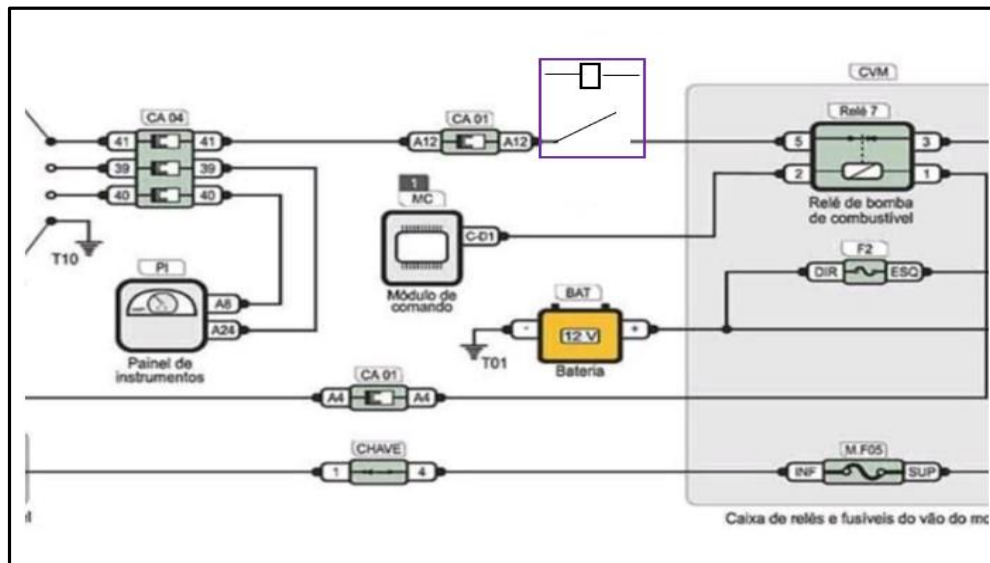 CVM
CA 04
CA 01
Relé 7
41 41
A12 A12
5 3
39 39
1
MC
2 1
40 40
Relé de bomba
de combustível
C-D1
T10
F2
PI
DIR ESQ
Módulo de
comando
BAT
A8
- 12 V +
A24
T01
Bateria
Painel de
instrumentos
CA 01
A4 A4
CHAVE
M.F05
1 4
INF SUP
Caixa de relés e fusíveis do vão do mo